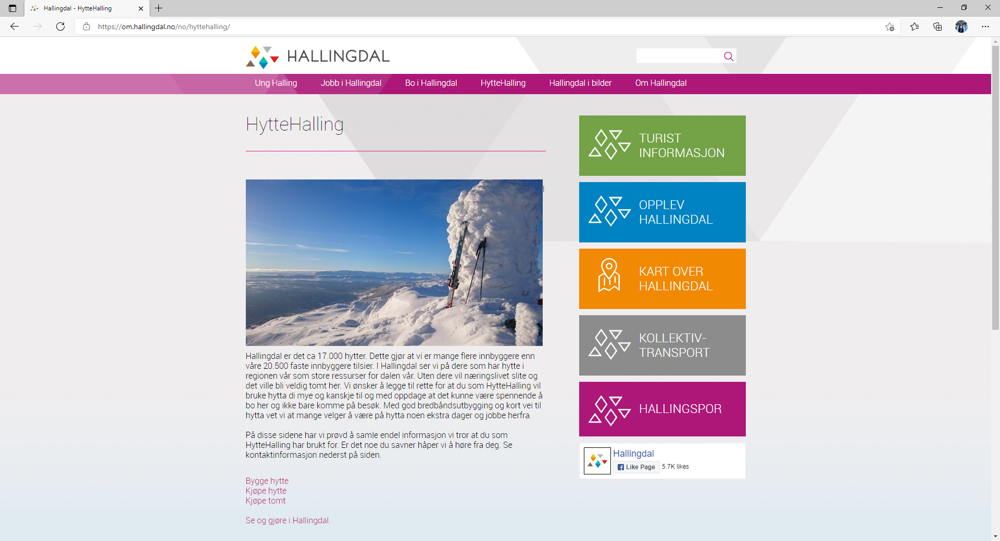 Hallingdal - HytteHalling
https://om.hallingdal.no/no/hyttehalling/
HALLINGDAL
Ung Halling
Jobb i Hallingdal
Bo i Hallingdal
HytteHalling
Hallingdal i bilder
Om Hallingdal
HytteHalling
Hallingdal er det ca 17.000 hytter. Dette gjør at vi er mange flere innbyggere enn
våre 20.500 faste innbyggere tilsier. I Hallingdal ser vi på dere som har hytte i
regionen vår som store ressurser for dalen vår. Uten dere vil næringslivet slite og
det ville bli veldig tomt her. Vi ønsker å legge til rette for at du som HytteHalling vil
bruke hytta di mye og kanskje til og med oppdage at det kunne være spennende å
bo her og ikke bare komme på besøk. Med god bredbåndsutbygging og kort vei til
hytta vet vi at mange velger å være på hytta noen ekstra dager og jobbe herfra.
På disse sidene har vi prøvd å samle endel informasjon vi tror at du som
HytteHalling har brukt for. Er det noe du savner håper vi å høre fra deg. Se
kontaktinformasjon nederst på siden.
Bygge hytte
Kjøpe hytte
Kjøpe tomt
Se og gjøre i Hallingdal.
TURIST
INFORMASJON
OPPLEV
HALLINGDAL
KART OVER
HALLINGDAL
KOLLEKTIV-
TRANSPORT
HALLINGSPOR
Hallingdal
Like Page
5.7K likes